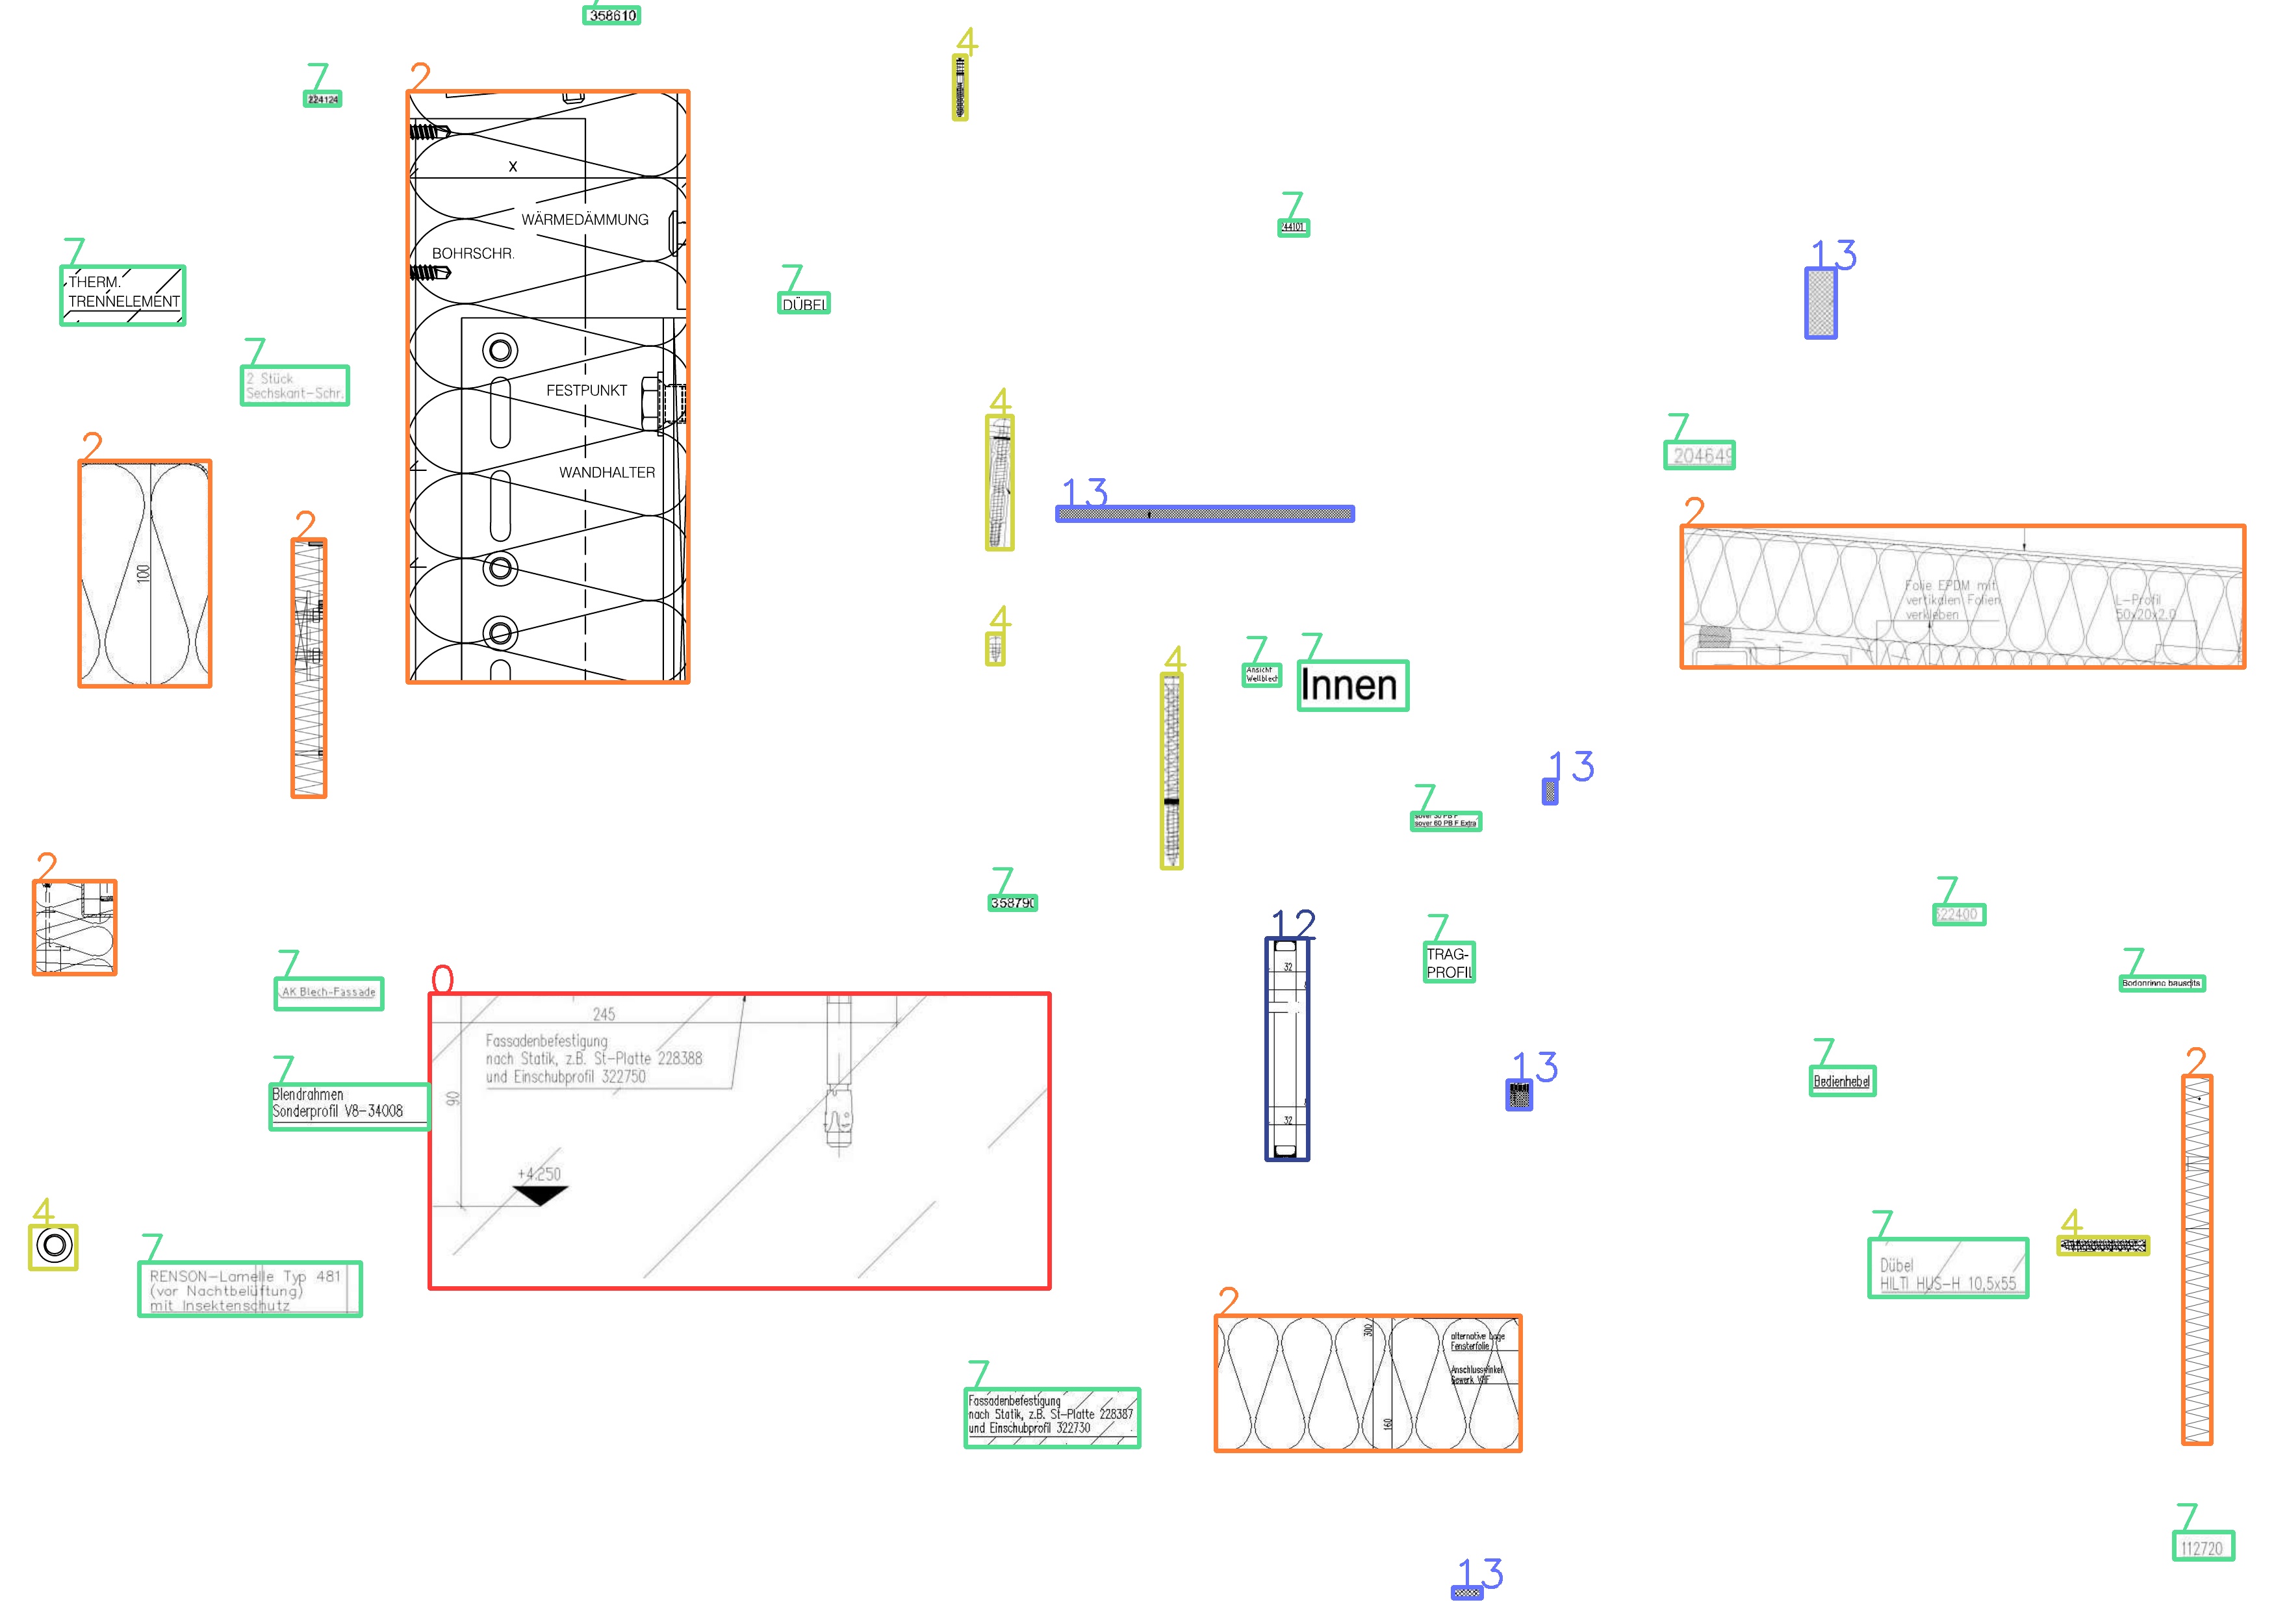 7
358610
4
7
224124
2
X
WÄRMEDÄMMUNG
BOHRSCHR.
FESTPUNKT
WANDHALTER
7
244101
7
THERM.
TRENNELEMENT
7
DÜBEL
13
7
2 Stück
Sechskant-Schr.
4
7
204649
2
100
13
2
2
Folie EPDM mit
vertikalen Folien
verkleben
L-Profil
50x20x2.0
4
4
7
Ansicht
Wellblech
7
Innen
13
7
sover 60 PB F Extra
2
7
358790
7
322400
12
32
32
7
TRAG-
PROFIL
7
AK Blech-Fassade
0
245
Fassadenbefestigung
nach Statik, z.B. St-Platte 228388
und Einschubprofil 322750
90
+4.250
7
7
Blendrahmen
Sonderprofil V8-34008
13
7
Bedienhebel
2
4
7
RENSON-Lamelle Typ 481
(vor Nachtbelüftung)
mit Insektenschutz
7
Dübel
HILTI HUS-H 10,5x55
4
2
300
160
alternative Lage
Fensterfolie
Anschlusswinkel
Gewerk VHF
7
Fassadenbefestigung
nach Statik, z.B. St-Platte 228387
und Einschubprofil 322730
7
112720
13